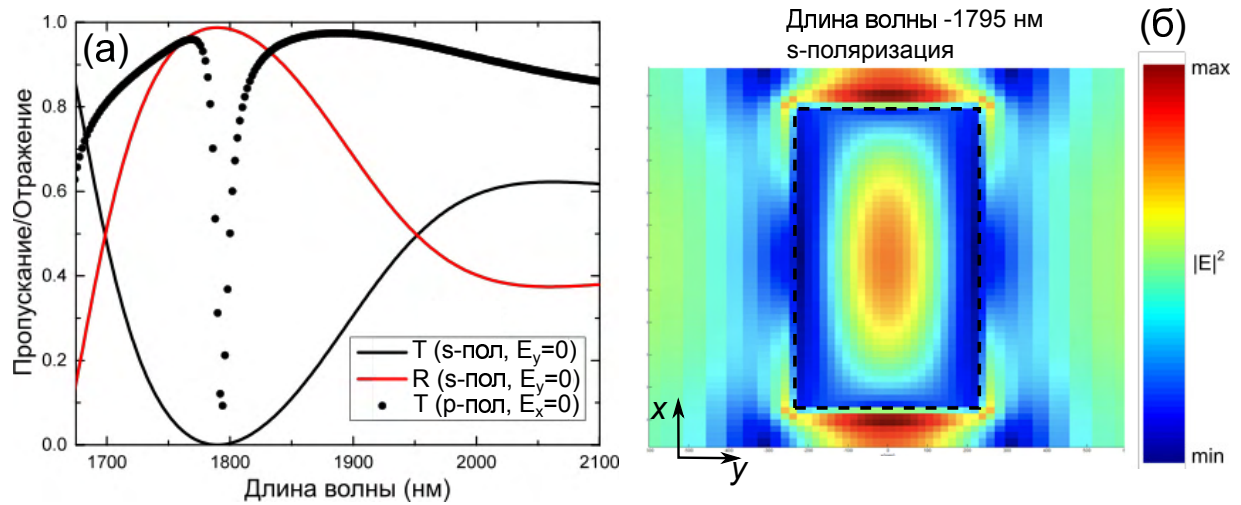 (а)
Пропускание/Отражение
1.0
0.8
0.6
0.4
0.2
0.0
1700
1800
1900
2000
2100
Длина волны (нм)
T (s-пол, Ey=0)
R (s-пол, Ey=0)
T (p-пол, Ex=0)
Длина волны -1795 нм
s-поляризация
(б)
max
|E|²
min
x
y